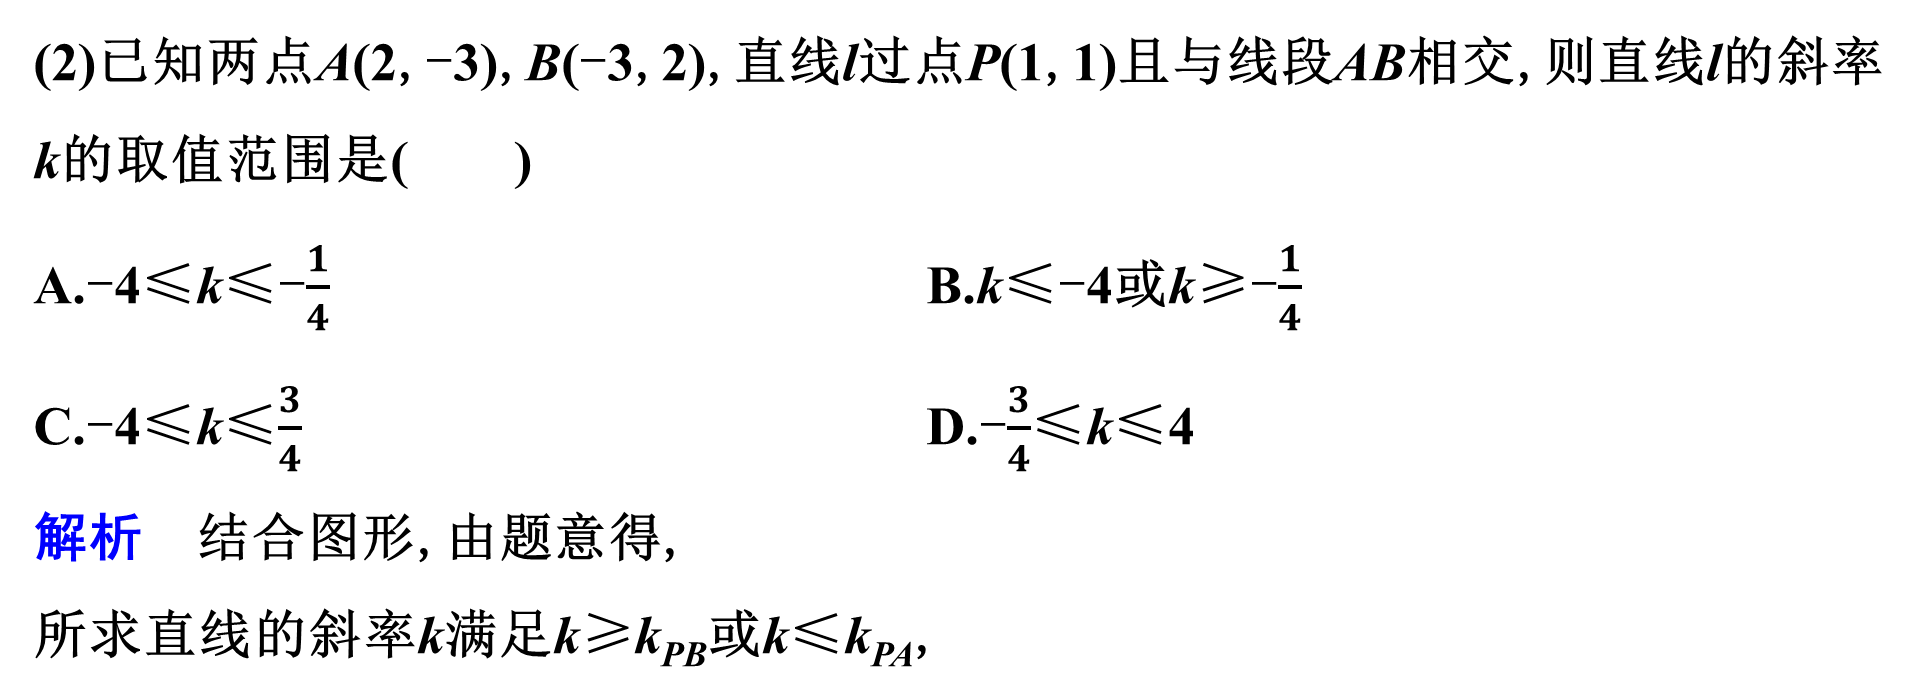 (2)已知两点A(2, −3), B(−3, 2), 直线l过点P(1, 1)且与线段AB相交, 则直线l的斜率
k的取值范围是(　　)
A.−4⩽k⩽−1/4　　B.k⩽−4或k⩾−1/4
C.−4⩽k⩽3/4　　D.−3/4⩽k⩽4
解析　结合图形, 由题意得,
所求直线的斜率k满足k⩾k_PB或k⩽k_PA,